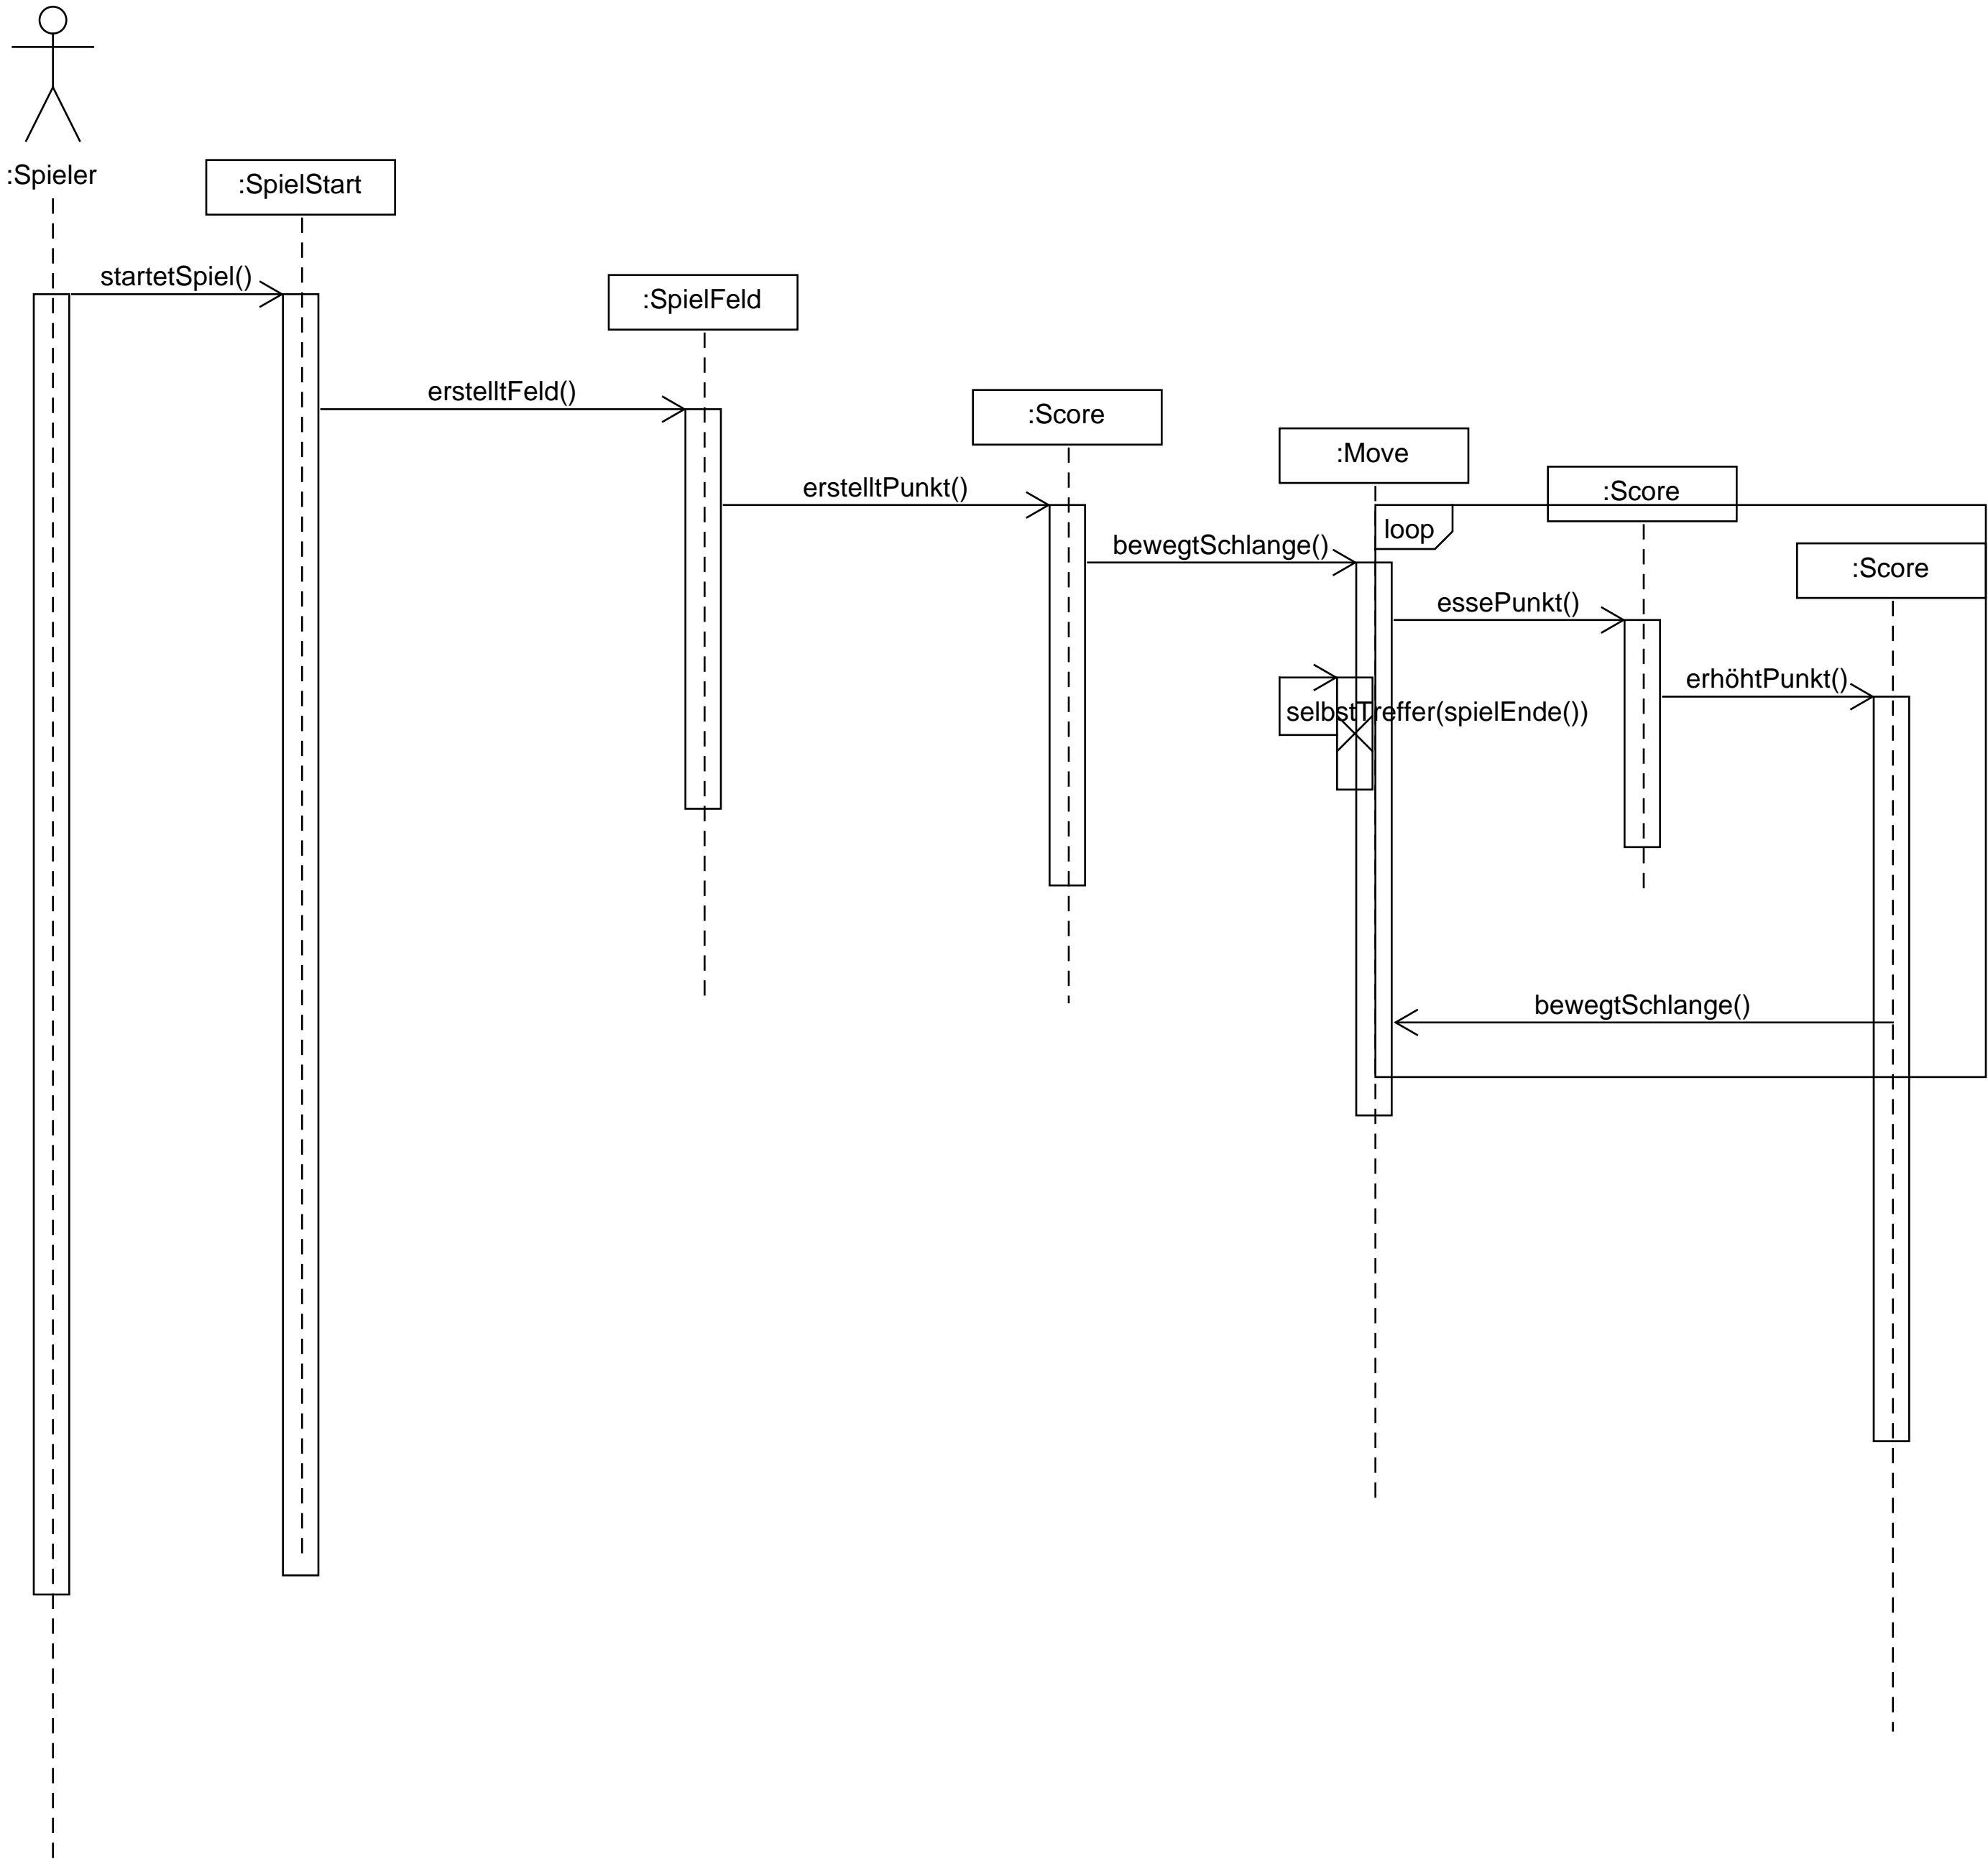 :Spieler
:SpielStart
startetSpiel()
:SpielFeld
erstelltFeld()
:Score
:Move
erstelltPunkt()
:Score
loop
bewegtSchlange()
:Score
essePunkt()
erhöhtPunkt()
selbstTreffer(spielEnde())
bewegtSchlange()